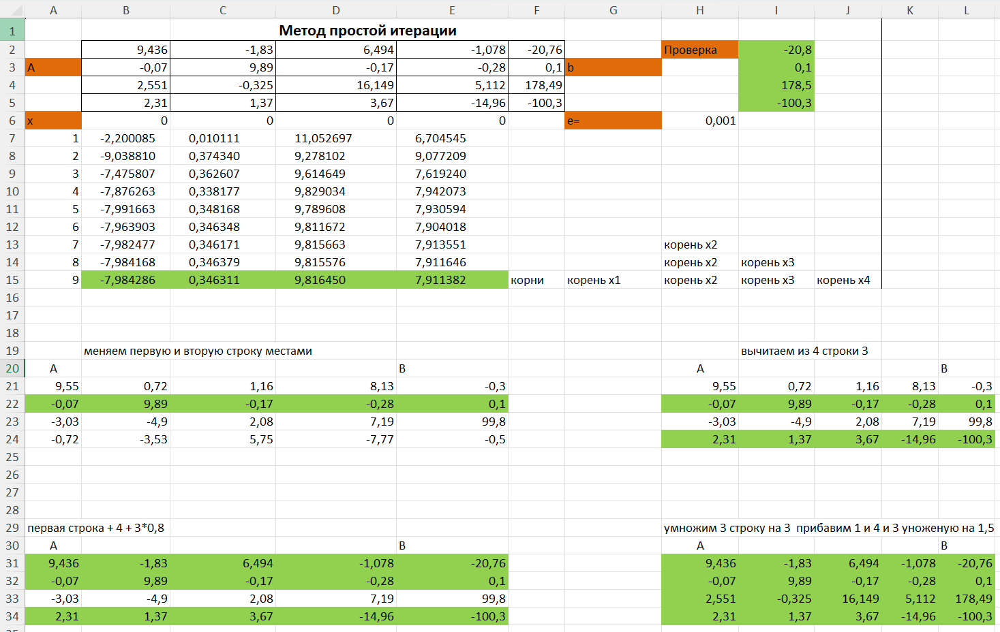 A B C D E F G H I J K L
1 Метод простой итерации
2 9,436 -1,83 6,494 -1,078 -20,76 Проверка -20,8
3 A -0,07 9,89 -0,17 -0,28 0,1 b 0,1
4 2,551 -0,325 16,149 5,112 178,49 178,5
5 2,31 1,37 3,67 -14,96 -100,3 -100,3
6 x 0 0 0 0 e= 0,001
7 1 -2,200085 0,010111 11,052697 6,704545
8 2 -9,038810 0,374340 9,278102 9,077209
9 3 -7,475807 0,362607 9,614649 7,619240
10 4 -7,876263 0,338177 9,829034 7,942073
11 5 -7,991663 0,348168 9,789608 7,930594
12 6 -7,963903 0,346348 9,811672 7,904018
13 7 -7,982477 0,346171 9,815663 7,913551 корень x2
14 8 -7,984168 0,346379 9,815576 7,911646 корень x2 корень x3
15 9 -7,984286 0,346311 9,816450 7,911382 корни корень x1 корень x2 корень x3 корень x4
16
17
18
19 меняем первую и вторую строку местами вычитаем из 4 строки 3
20 A B A B
21 9,55 0,72 1,16 8,13 -0,3 9,55 0,72 1,16 8,13 -0,3
22 -0,07 9,89 -0,17 -0,28 0,1 -0,07 9,89 -0,17 -0,28 0,1
23 -3,03 -4,9 2,08 7,19 99,8 -3,03 -4,9 2,08 7,19 99,8
24 -0,72 -3,53 5,75 -7,77 -0,5 2,31 1,37 3,67 -14,96 -100,3
25
26
27
28
29 первая строка + 4 + 3*0,8 умножим 3 строку на 3 прибавим 1 и 4 и 3 уноженую на 1,5
30 A B A B
31 9,436 -1,83 6,494 -1,078 -20,76 9,436 -1,83 6,494 -1,078 -20,76
32 -0,07 9,89 -0,17 -0,28 0,1 -0,07 9,89 -0,17 -0,28 0,1
33 -3,03 -4,9 2,08 7,19 99,8 2,551 -0,325 16,149 5,112 178,49
34 2,31 1,37 3,67 -14,96 -100,3 2,31 1,37 3,67 -14,96 -100,3